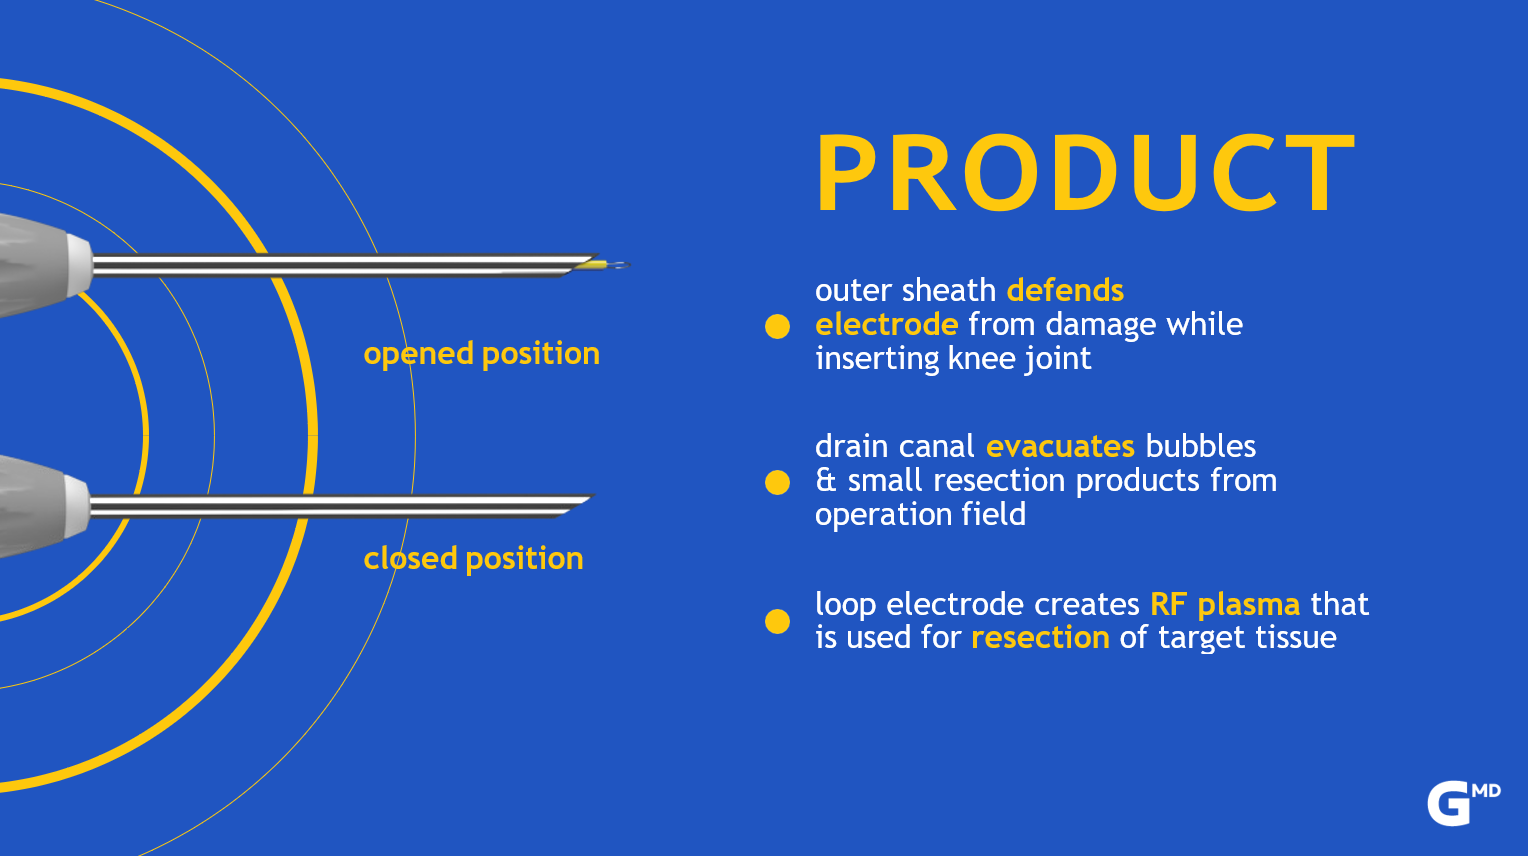 PRODUCT
outer sheath defends
electrode from damage while
inserting knee joint
opened position
drain canal evacuates bubbles
& small resection products from
operation field
closed position
loop electrode creates RF plasma that
is used for resection of target tissue
G MD